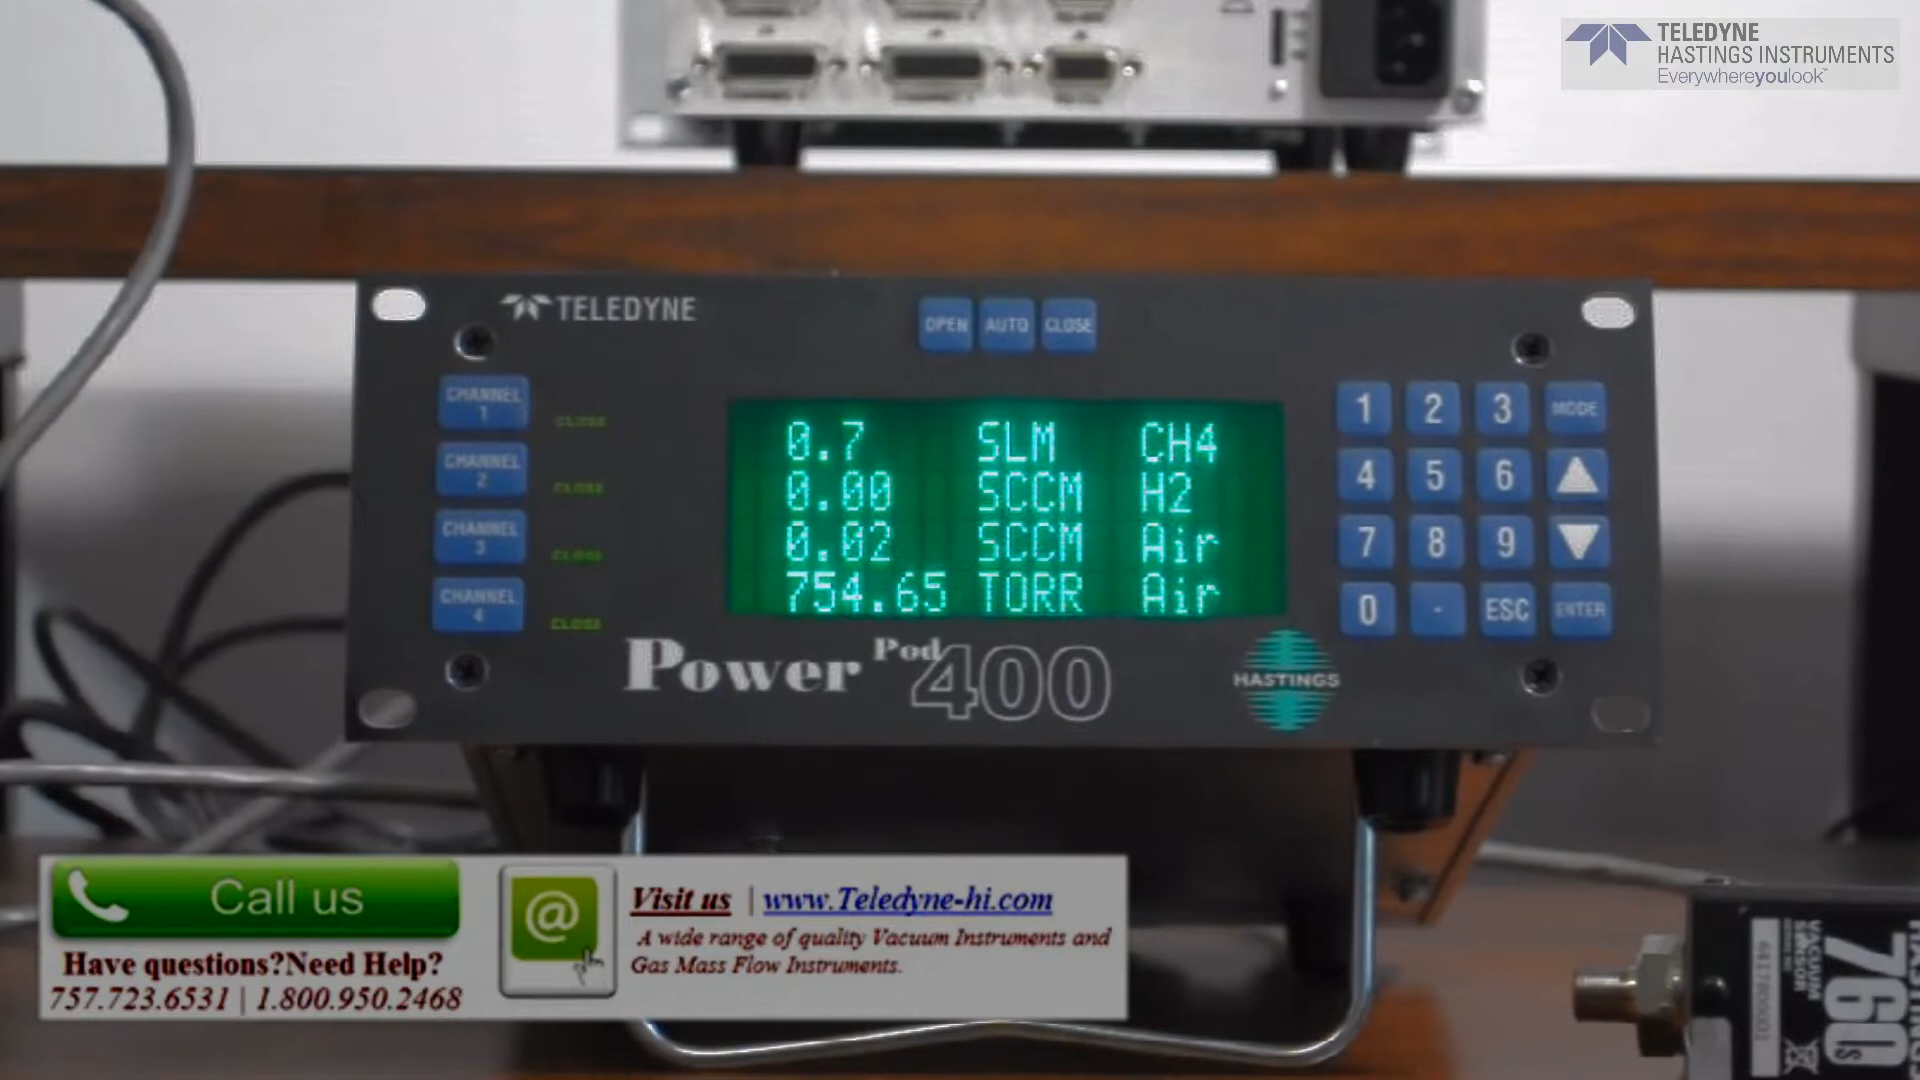 TELEDYNE
HASTINGS INSTRUMENTS
Everywhereyoulook™
TELEDYNE
OPEN AUTO CLOSE
CHANNEL 1
CLOSE
CHANNEL 2
CLOSE
CHANNEL 3
CLOSE
CHANNEL 4
CLOSE
0.7 SLM CH4
0.00 SCCM H2
0.02 SCCM Air
754.65 TORR Air
1 2 3 MODE
4 5 6
7 8 9
0 - ESC ENTER
Power Pod 400
HASTINGS
Call us
Have questions?Need Help?
757.723.6531 | 1.800.950.2468
@
Visit us | www.Teledyne-hi.com
A wide range of quality Vacuum Instruments and
Gas Mass Flow Instruments.
VACUUM
SENSOR
760